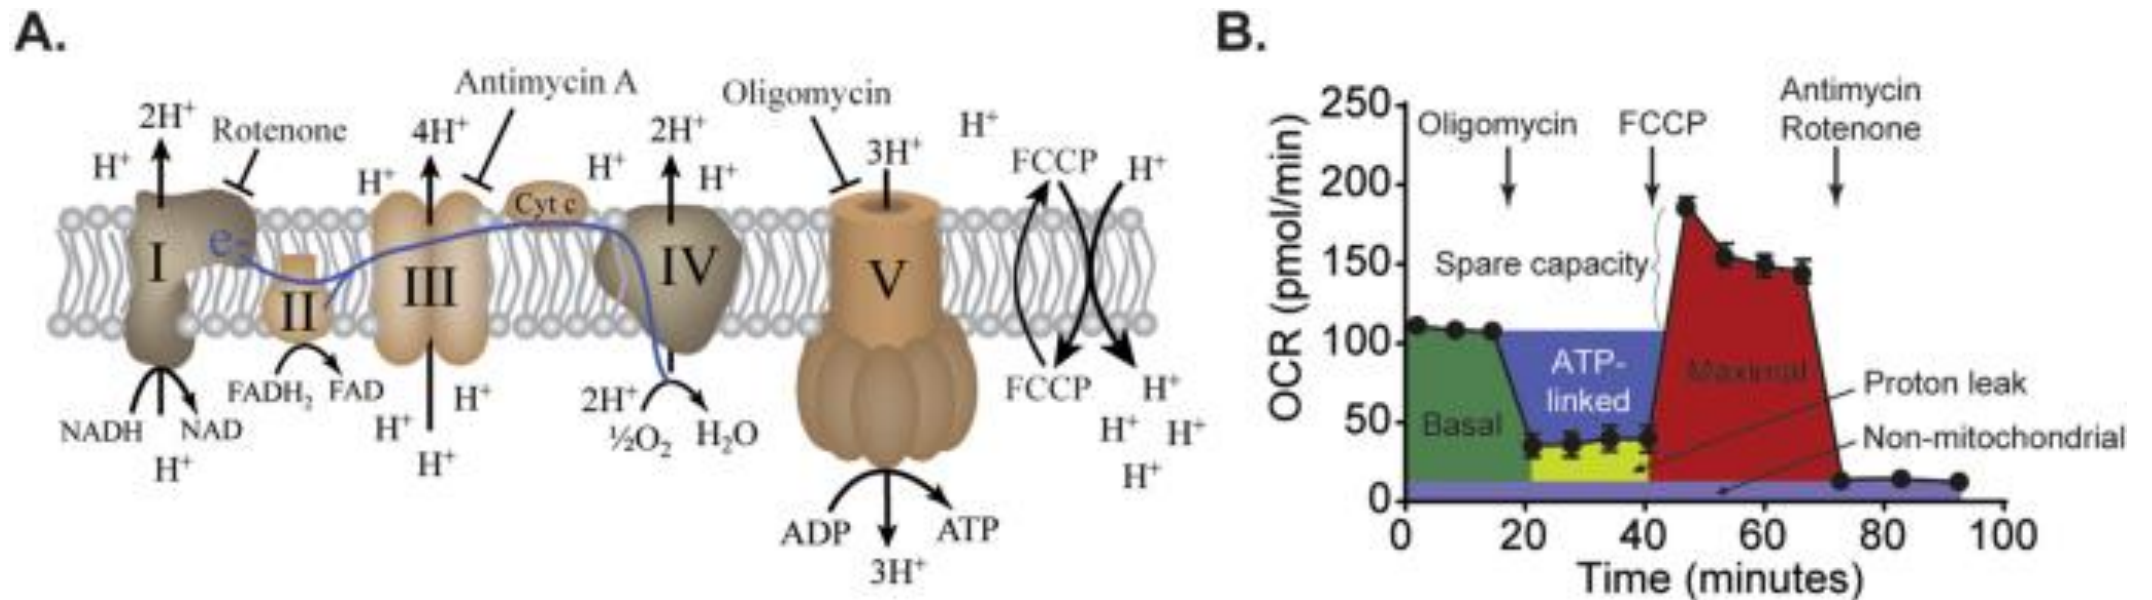 A.
Antimycin A
Oligomycin
2H⁺
Rotenone
4H⁺
2H⁺
H⁺
H⁺
H⁺
H⁺
H⁺
3H⁺
H⁺
FCCP
H⁺
Cyt c
I
e-
II
III
IV
V
FADH₂
FAD
NADH
NAD
H⁺
H⁺
H⁺
H⁺
2H⁺
½O₂
H₂O
ADP
ATP
3H⁺
FCCP
H⁺
H⁺
H⁺
H⁺
B.
OCR (pmol/min)
250
200
150
100
50
0
Oligomycin
FCCP
Antimycin
Rotenone
Spare capacity
ATP-
linked
Maximal
Basal
Proton leak
Non-mitochondrial
0
20
40
60
80
100
Time (minutes)